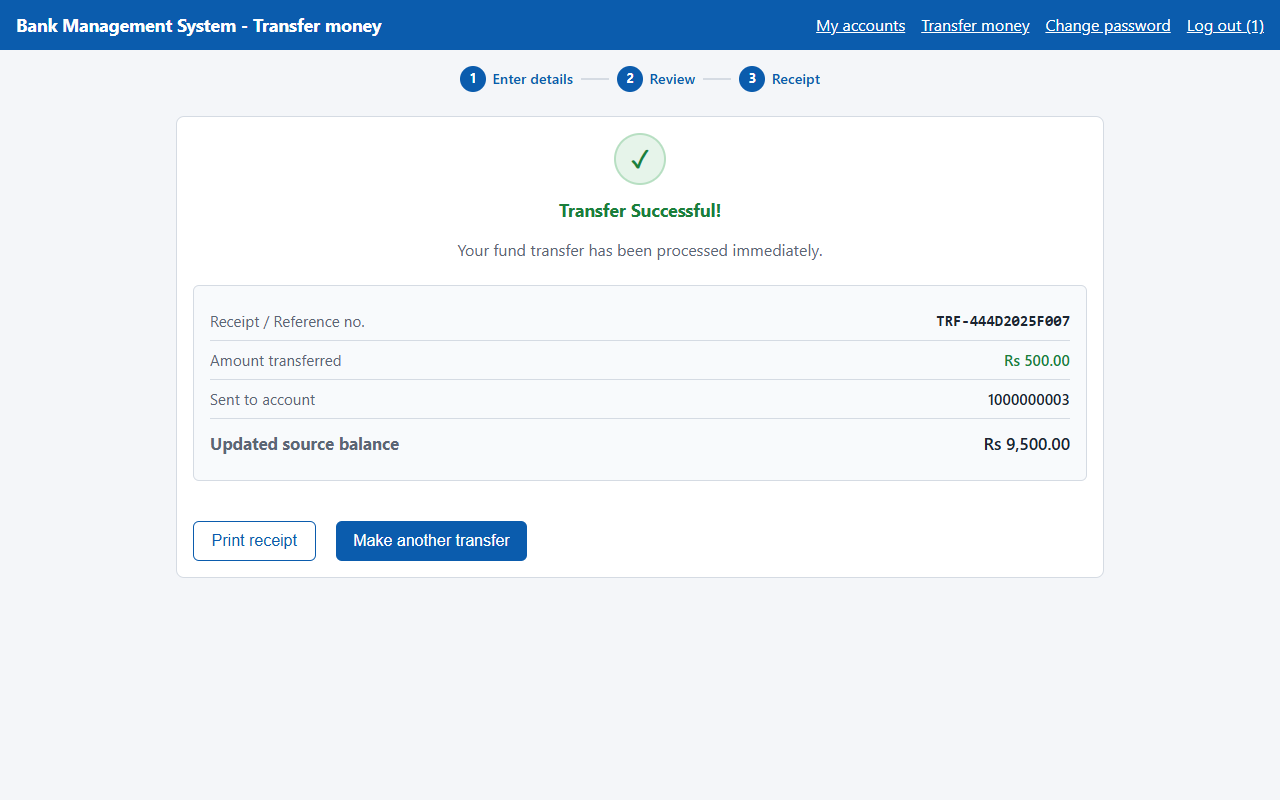 Bank Management System - Transfer money
My accounts Transfer money Change password Log out (1)
1 Enter details 2 Review 3 Receipt
✓
Transfer Successful!
Your fund transfer has been processed immediately.
Receipt / Reference no. TRF-444D2025F007
Amount transferred Rs 500.00
Sent to account 1000000003
Updated source balance Rs 9,500.00
Print receipt Make another transfer